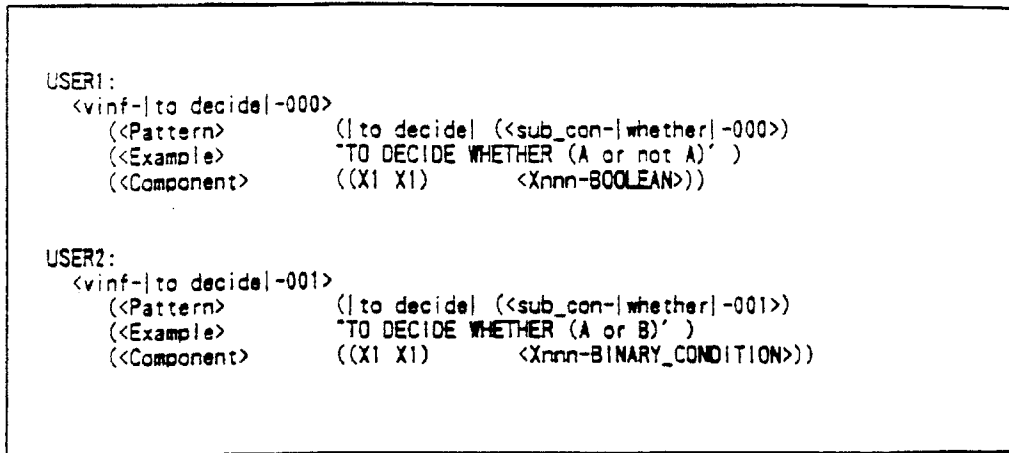 USER1:
<vinf-|to decide|-000>
(<Pattern> (|to decide| (<sub_con-|whether|-000>)
(<Example> "TO DECIDE WHETHER (A or not A)' )
(<Component> ((X1 X1) <Xnnn-BOOLEAN>))
USER2:
<vinf-|to decide|-001>
(<Pattern> (|to decide| (<sub_con-|whether|-001>)
(<Example> "TO DECIDE WHETHER (A or B)' )
(<Component> ((X1 X1) <Xnnn-BINARY_CONDITION>))